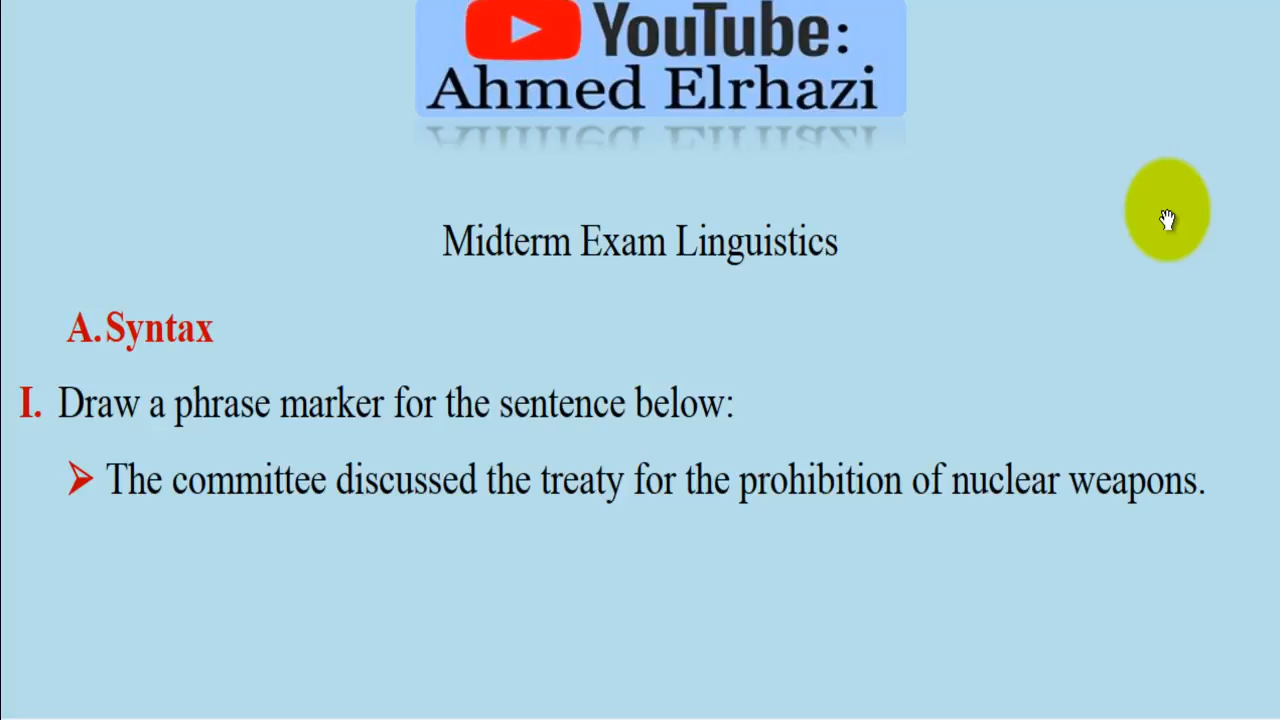 YouTube:
Ahmed Elrhazi
Midterm Exam Linguistics
A. Syntax
I. Draw a phrase marker for the sentence below:
➢ The committee discussed the treaty for the prohibition of nuclear weapons.